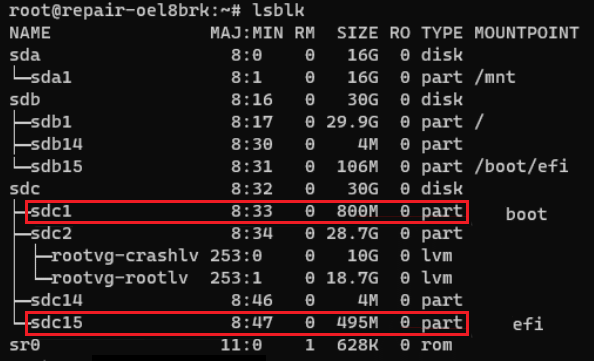 root@repair-oel8brk:~# lsblk
NAME MAJ:MIN RM SIZE RO TYPE MOUNTPOINT
sda 8:0 0 16G 0 disk
└─sda1 8:1 0 16G 0 part /mnt
sdb 8:16 0 30G 0 disk
├─sdb1 8:17 0 29.9G 0 part /
├─sdb14 8:30 0 4M 0 part
└─sdb15 8:31 0 106M 0 part /boot/efi
sdc 8:32 0 30G 0 disk
├─sdc1 8:33 0 800M 0 part boot
├─sdc2 8:34 0 28.7G 0 part
│ ├─rootvg-crashlv 253:0 0 10G 0 lvm
│ └─rootvg-rootlv 253:1 0 18.7G 0 lvm
├─sdc14 8:46 0 4M 0 part
└─sdc15 8:47 0 495M 0 part efi
sr0 11:0 1 628K 0 rom